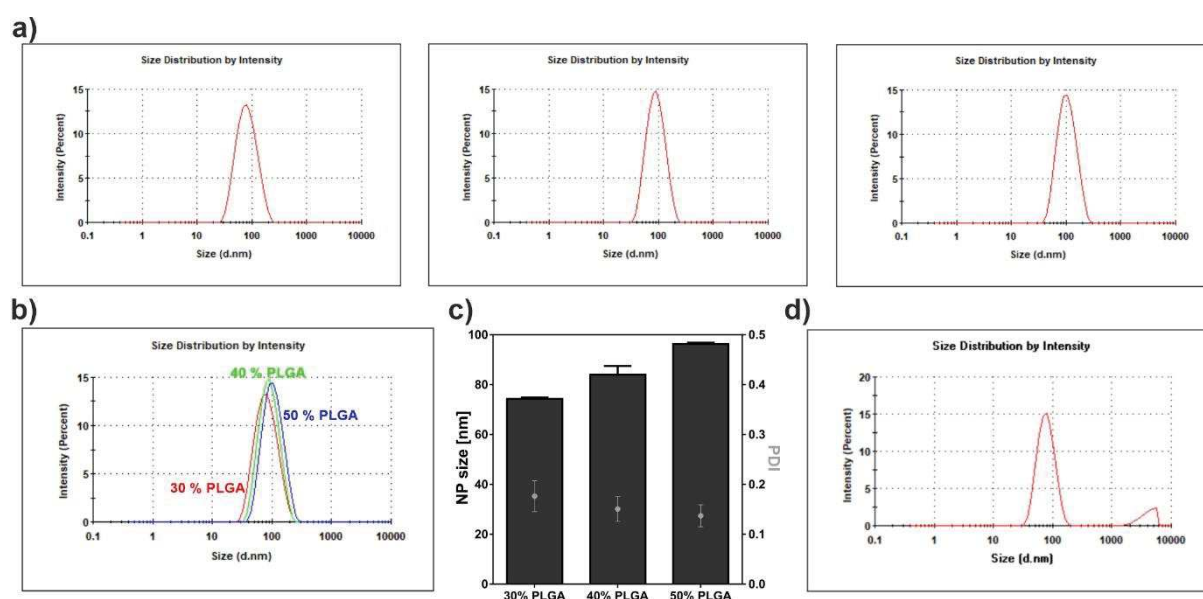 a)
Size Distribution by Intensity
15
10
5
0
Intensity (Percent)
0.1 1 10 100 1000 10000
Size (d.nm)
Size Distribution by Intensity
15
10
5
0
Intensity (Percent)
0.1 1 10 100 1000 10000
Size (d.nm)
Size Distribution by Intensity
15
10
5
0
Intensity (Percent)
0.1 1 10 100 1000 10000
Size (d.nm)
b)
Size Distribution by Intensity
40 % PLGA
50 % PLGA
30 % PLGA
15
10
5
0
Intensity (Percent)
0.1 1 10 100 1000 10000
Size (d.nm)
c)
100
80
60
40
20
0
NP size [nm]
0.5
0.4
0.3
0.2
0.1
0.0
PDI
30% PLGA 40% PLGA 50% PLGA
d)
Size Distribution by Intensity
20
15
10
5
0
Intensity (Percent)
0.1 1 10 100 1000 10000
Size (d.nm)